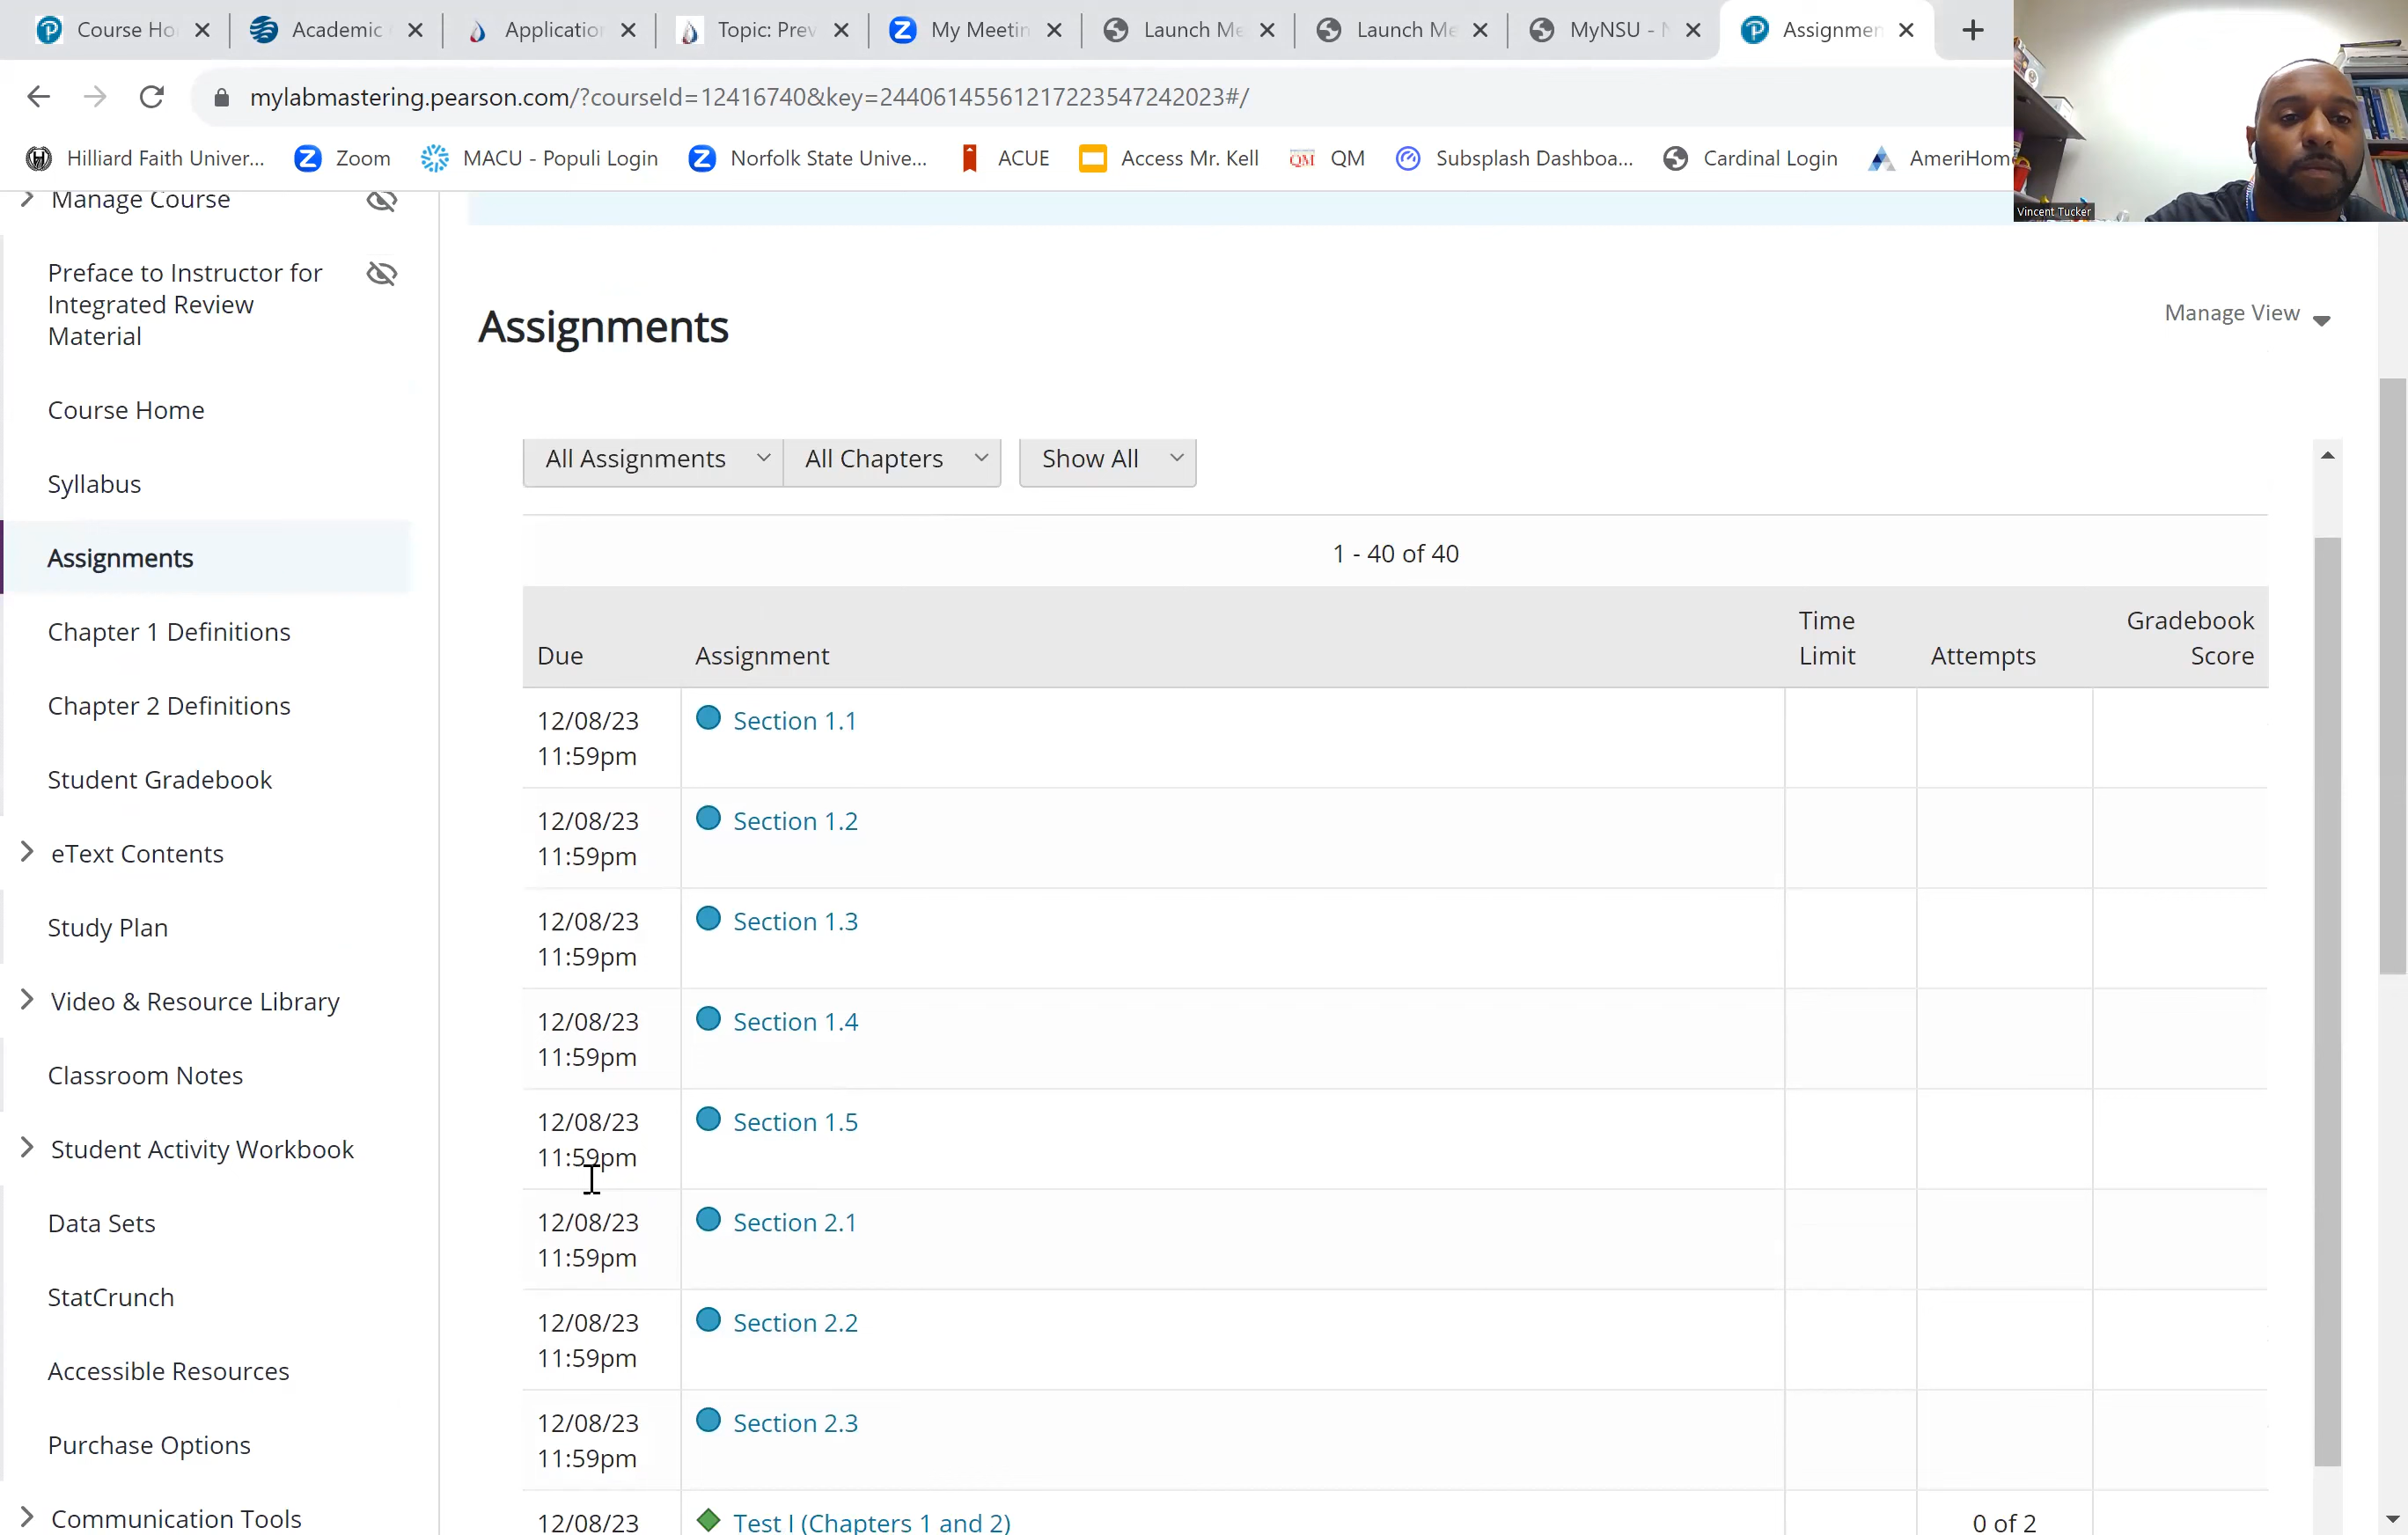 Course Ho
Academic
Application
Topic: Prev
My Meetin
Launch Me
Launch Me
MyNSU - N
Assignmen
mylabmastering.pearson.com/?courseId=12416740&key=24406145561217223547242023#/
Hilliard Faith Univer...
Zoom
MACU - Populi Login
Norfolk State Unive...
ACUE
Access Mr. Kell
QM
QM
Subsplash Dashboa...
Cardinal Login
AmeriHome
Vincent Tucker
Manage Course
Preface to Instructor for
Integrated Review
Material
Course Home
Syllabus
Assignments
Chapter 1 Definitions
Chapter 2 Definitions
Student Gradebook
eText Contents
Study Plan
Video & Resource Library
Classroom Notes
Student Activity Workbook
Data Sets
StatCrunch
Accessible Resources
Purchase Options
Communication Tools
Assignments
Manage View
All Assignments
All Chapters
Show All
1 - 40 of 40
Due
Assignment
Time
Limit
Attempts
Gradebook
Score
12/08/23
11:59pm
Section 1.1
12/08/23
11:59pm
Section 1.2
12/08/23
11:59pm
Section 1.3
12/08/23
11:59pm
Section 1.4
12/08/23
11:59pm
Section 1.5
12/08/23
11:59pm
Section 2.1
12/08/23
11:59pm
Section 2.2
12/08/23
11:59pm
Section 2.3
12/08/23
Test I (Chapters 1 and 2)
0 of 2